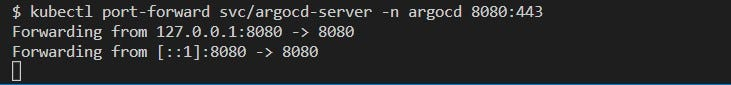 $ kubectl port-forward svc/argocd-server -n argocd 8080:443
Forwarding from 127.0.0.1:8080 -> 8080
Forwarding from [::1]:8080 -> 8080